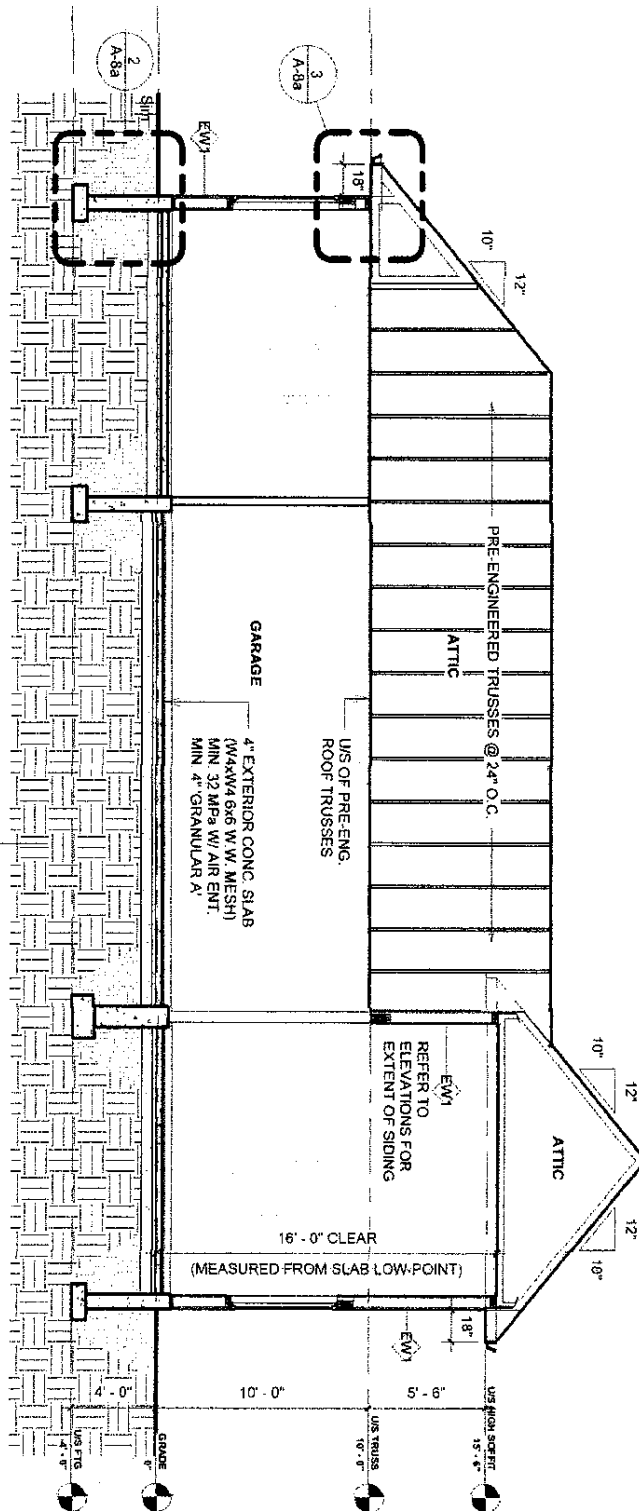 2
A-8a
Sim
3
A-8a
EW1
18"
10"
12"
PRE-ENGINEERED TRUSSES @ 24" O.C.
ATTIC
U/S OF PRE-ENG.
ROOF TRUSSES
GARAGE
4" EXTERIOR CONC. SLAB
(W4xW4 6x6 W.W. MESH)
MIN. 32 MPa W/ AIR ENT.
MIN. 4" 'GRANULAR A'
EW1
REFER TO
ELEVATIONS FOR
EXTENT OF SIDING
10"
12"
ATTIC
12"
10"
16' - 0" CLEAR
(MEASURED FROM SLAB LOW-POINT)
EW1
18"
4' - 0"
10' - 0"
5' - 6"
U/S HIGH SOFFIT
15' - 6"
U/S TRUSS
10' - 0"
GRADE
0"
U/S FTG
-4' - 0"